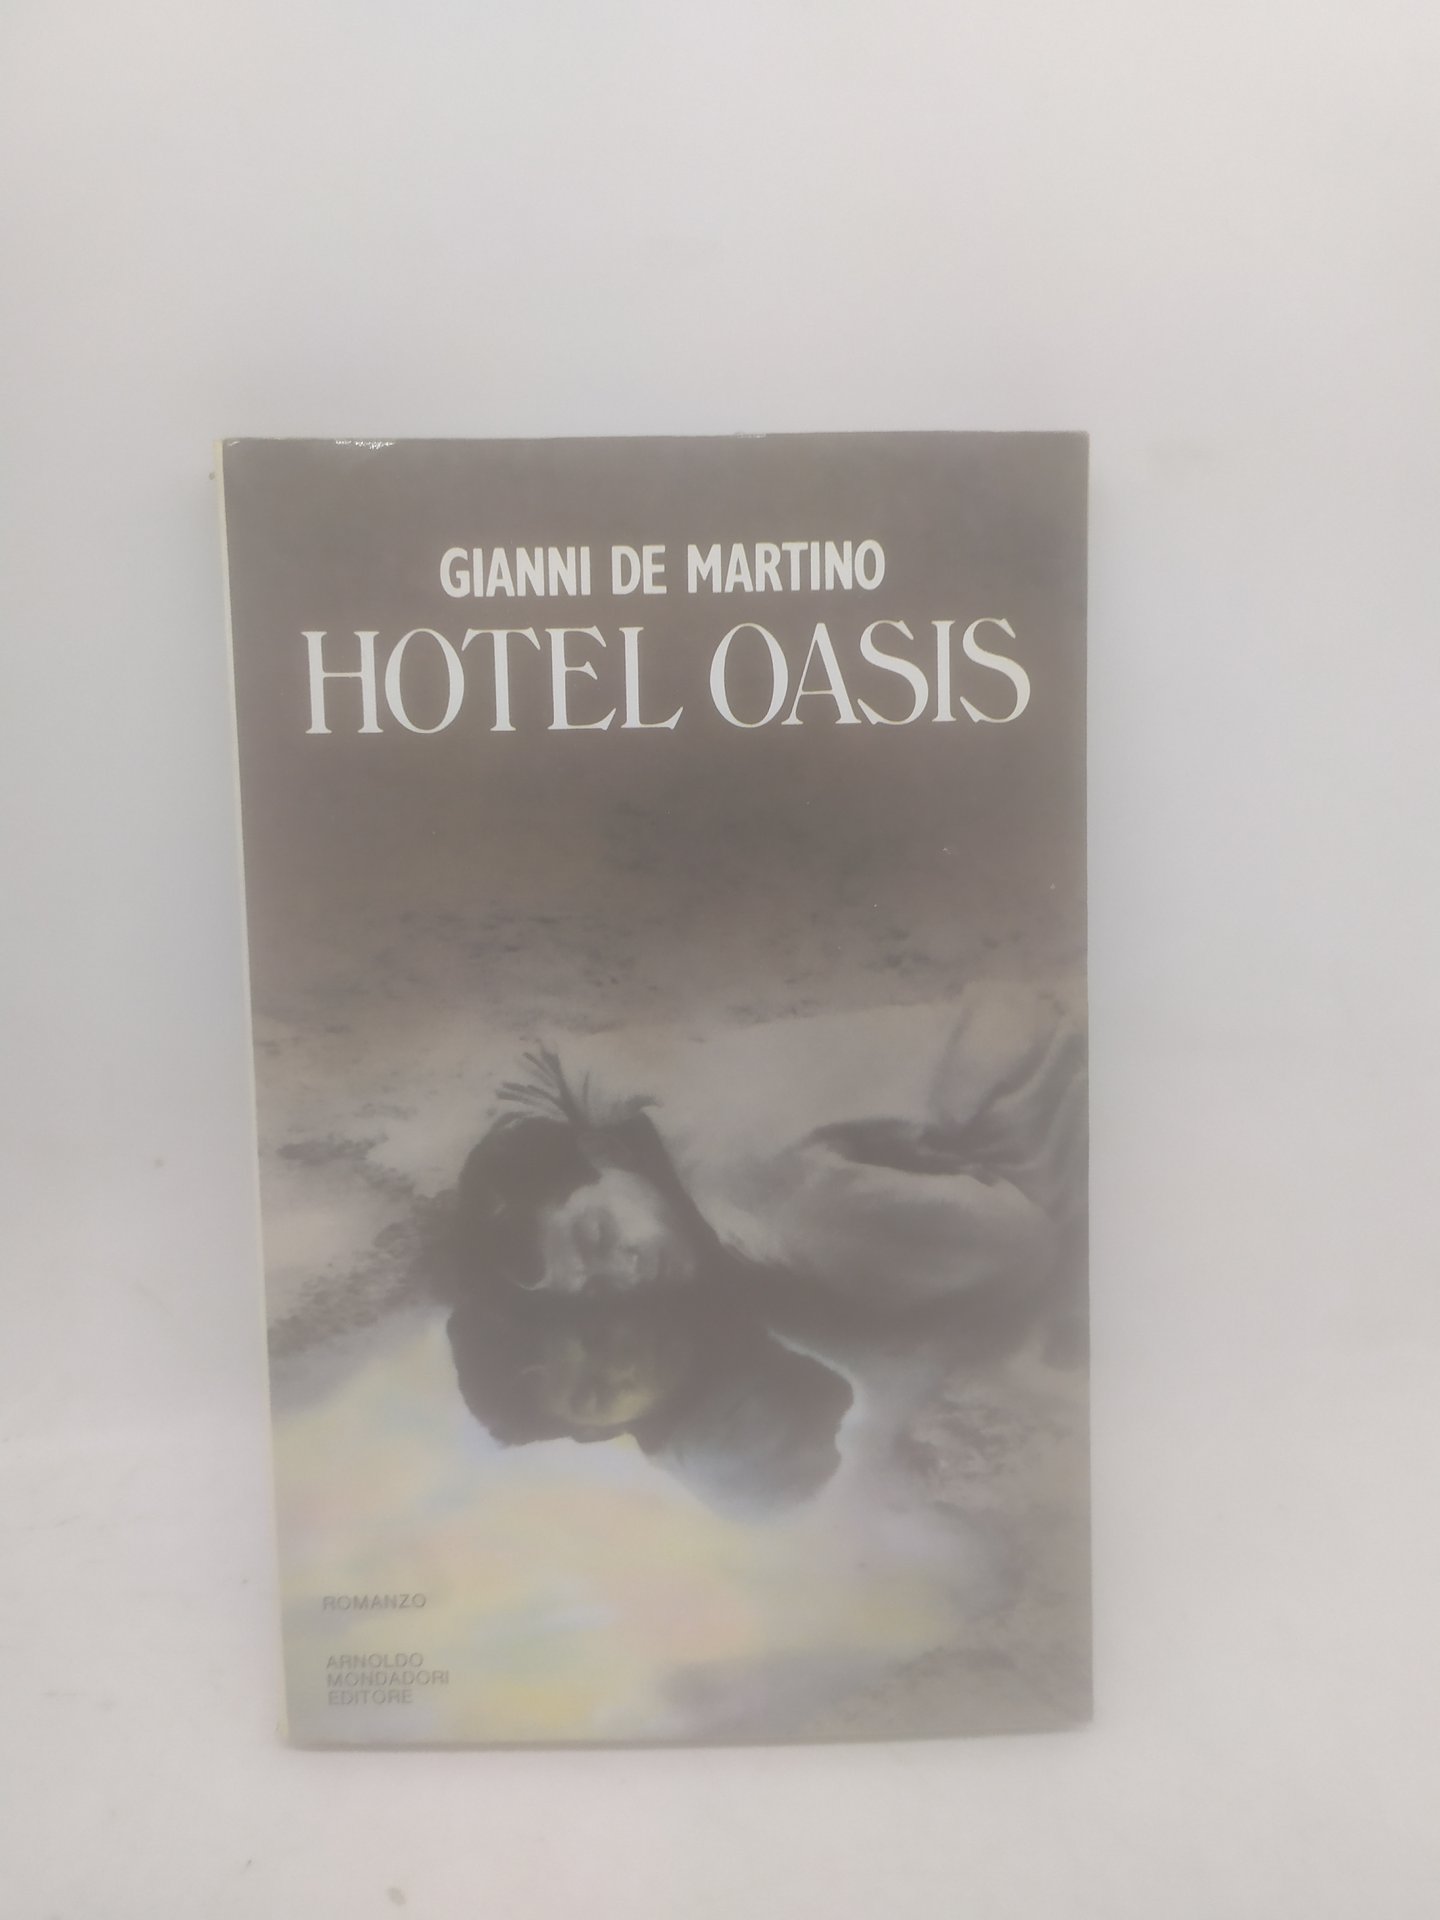 GIANNI DE MARTINO
HOTEL OASIS
ROMANZO
ARNOLDO
MONDADORI
EDITORE